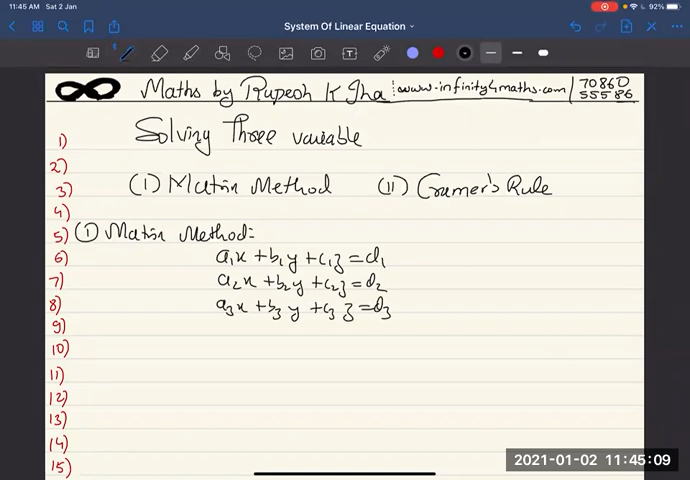 11:45 AM Sat 2 Jan
92%
System Of Linear Equation
Maths by Rupesh K Jha www.infinity4maths.com 70860 55586
1) Solving Three variable
2)
3) (I) Matrix Method (II) Cramer's Rule
4)
5) (I) Matrix Method:-
6) a₁x + b₁y + c₁z = d₁
7) a₂x + b₂y + c₂z = d₂
8) a₃x + b₃y + c₃z = d₃
9)
10)
11)
12)
13)
14)
15)
2021-01-02 11:45:09